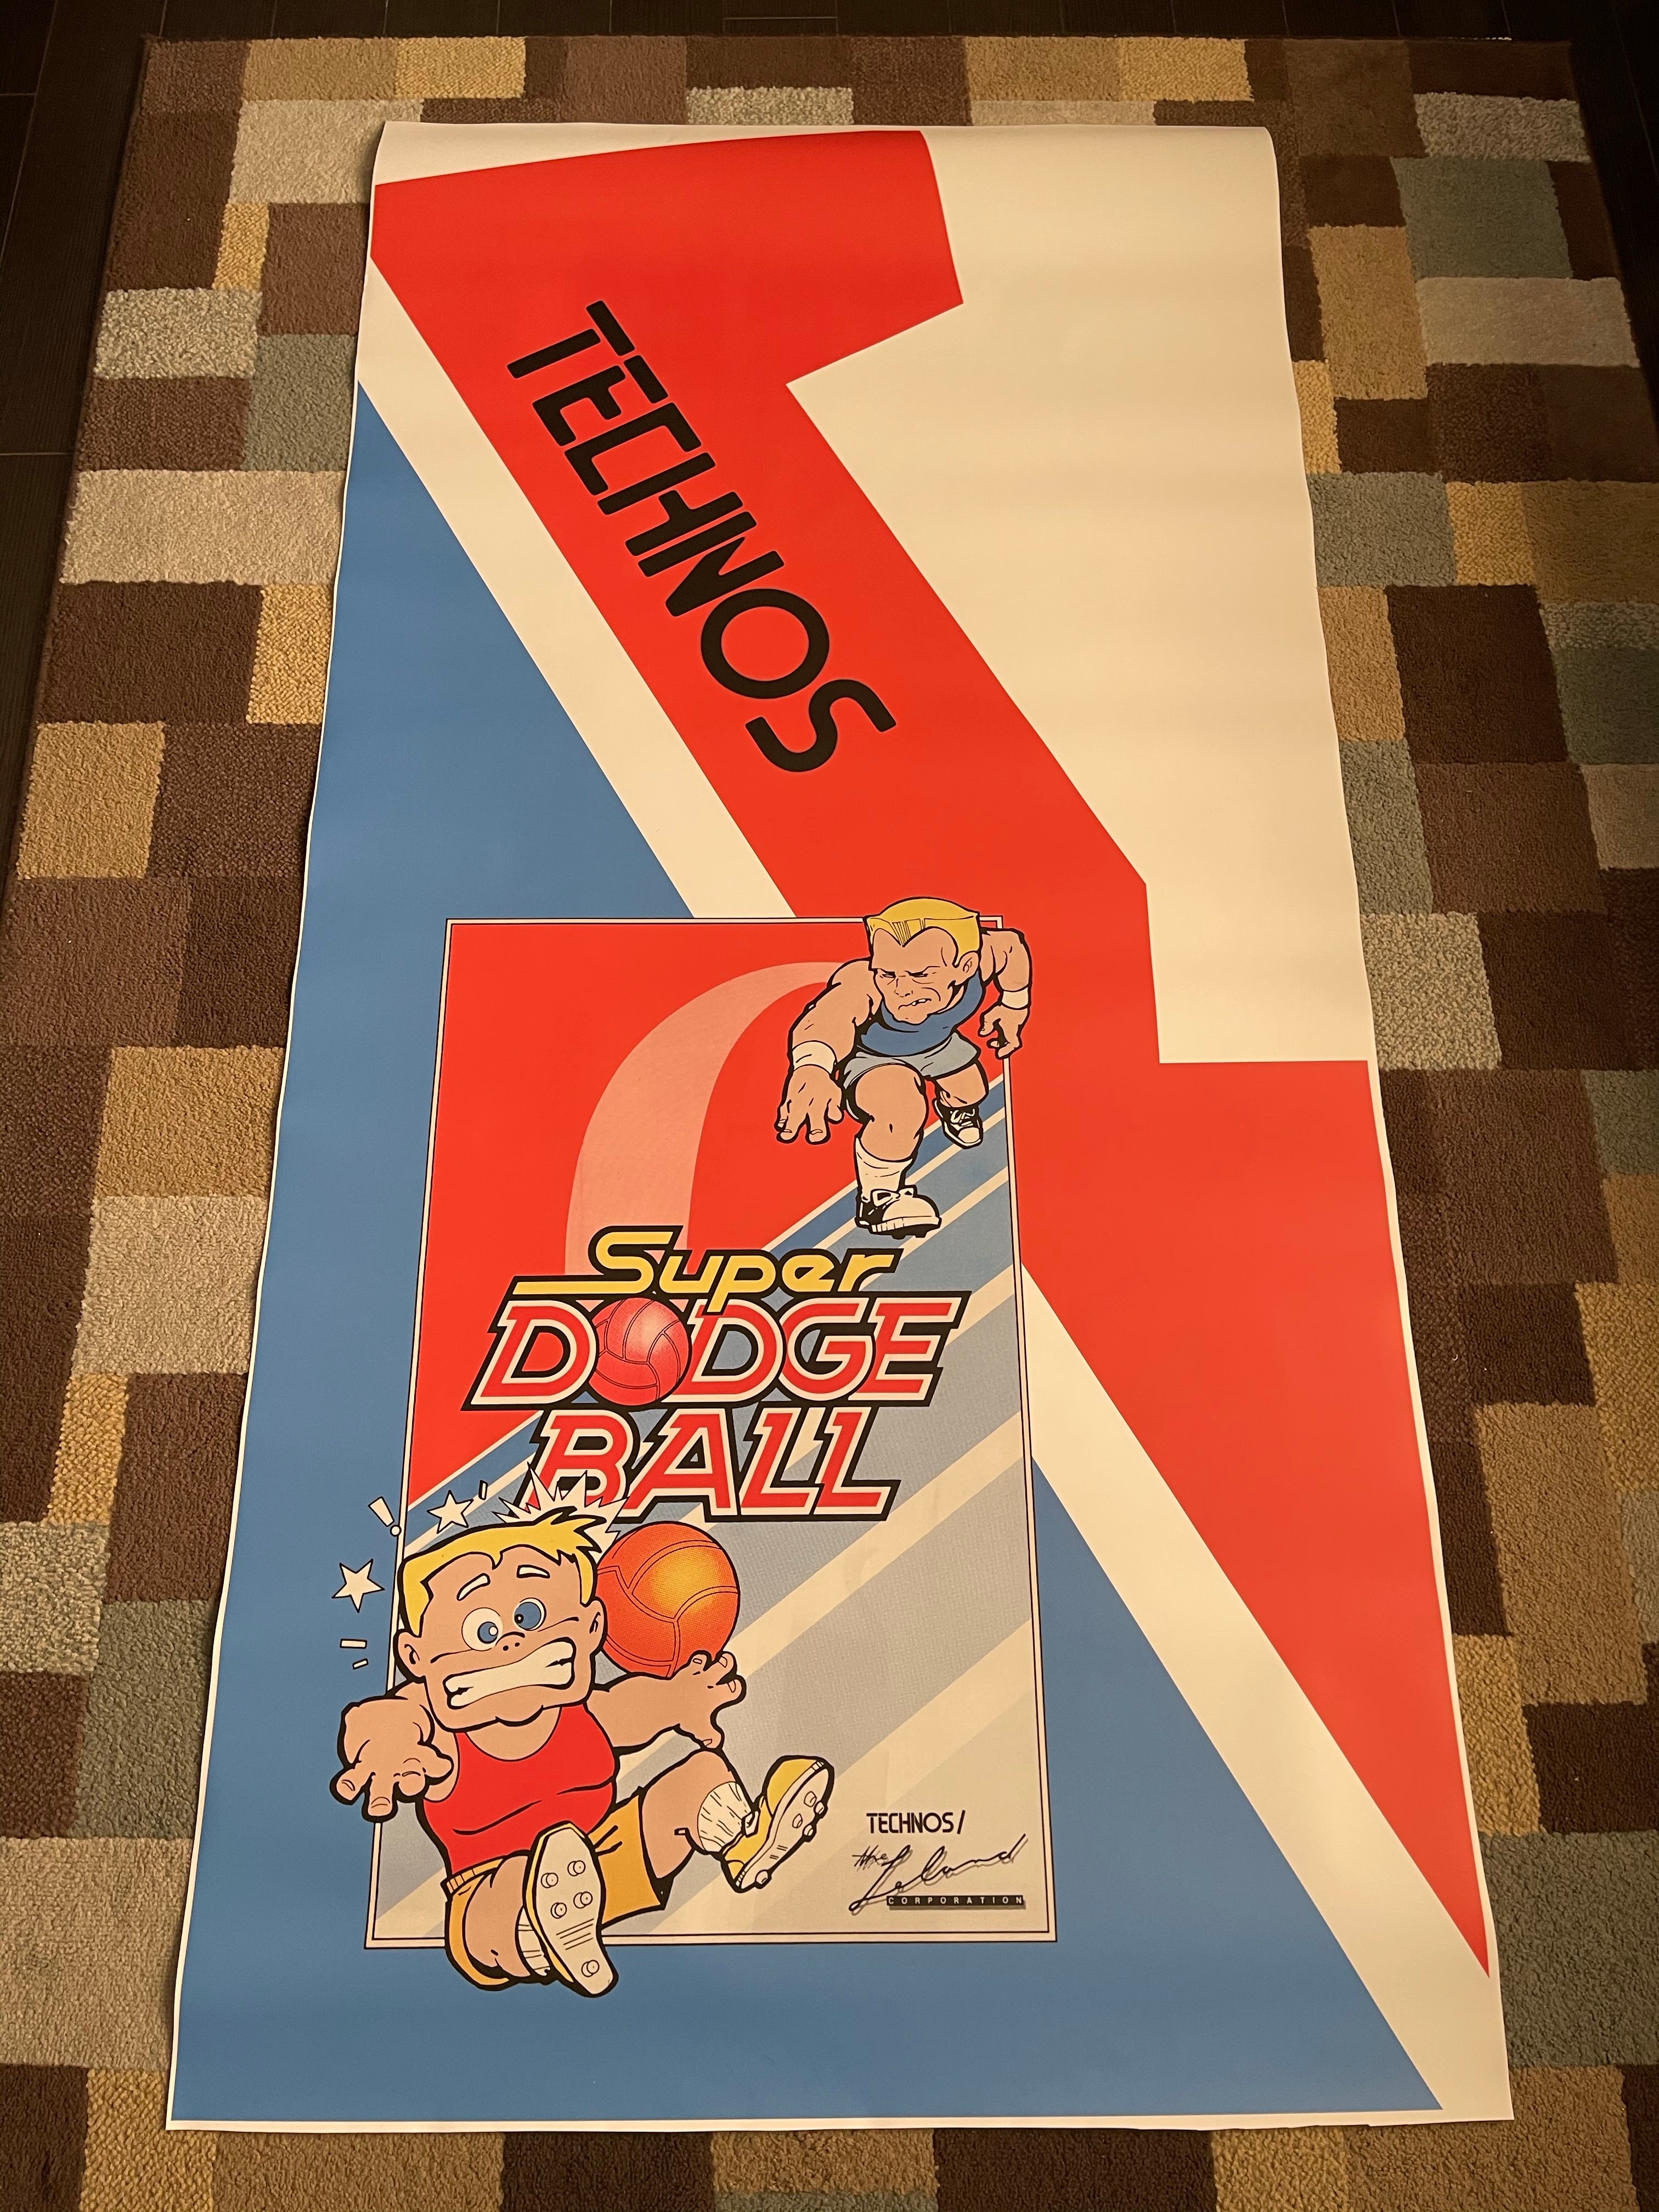 TECHNOS
Super
DODGE
BALL
TECHNOS/
the Leland
CORPORATION